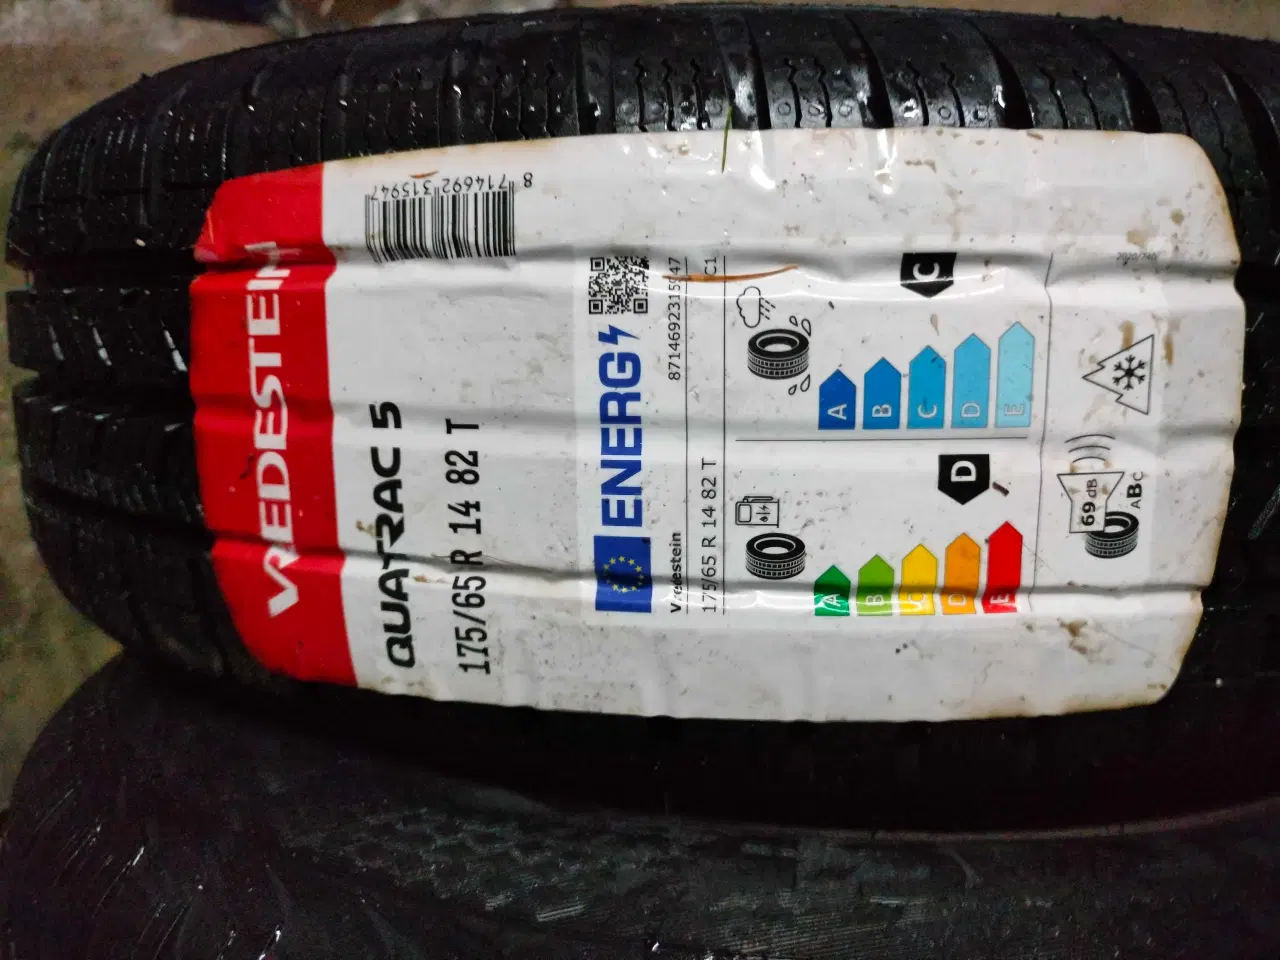 VREDESTEIN
QUATRAC 5
175/65 R 14 82 T
8 714692 315947
ENERG
Vredestein
8714692315947
175/65 R 14 82 T
C1
D
A
B
C
D
E
C
A
B
C
D
E
69 dB
ABC